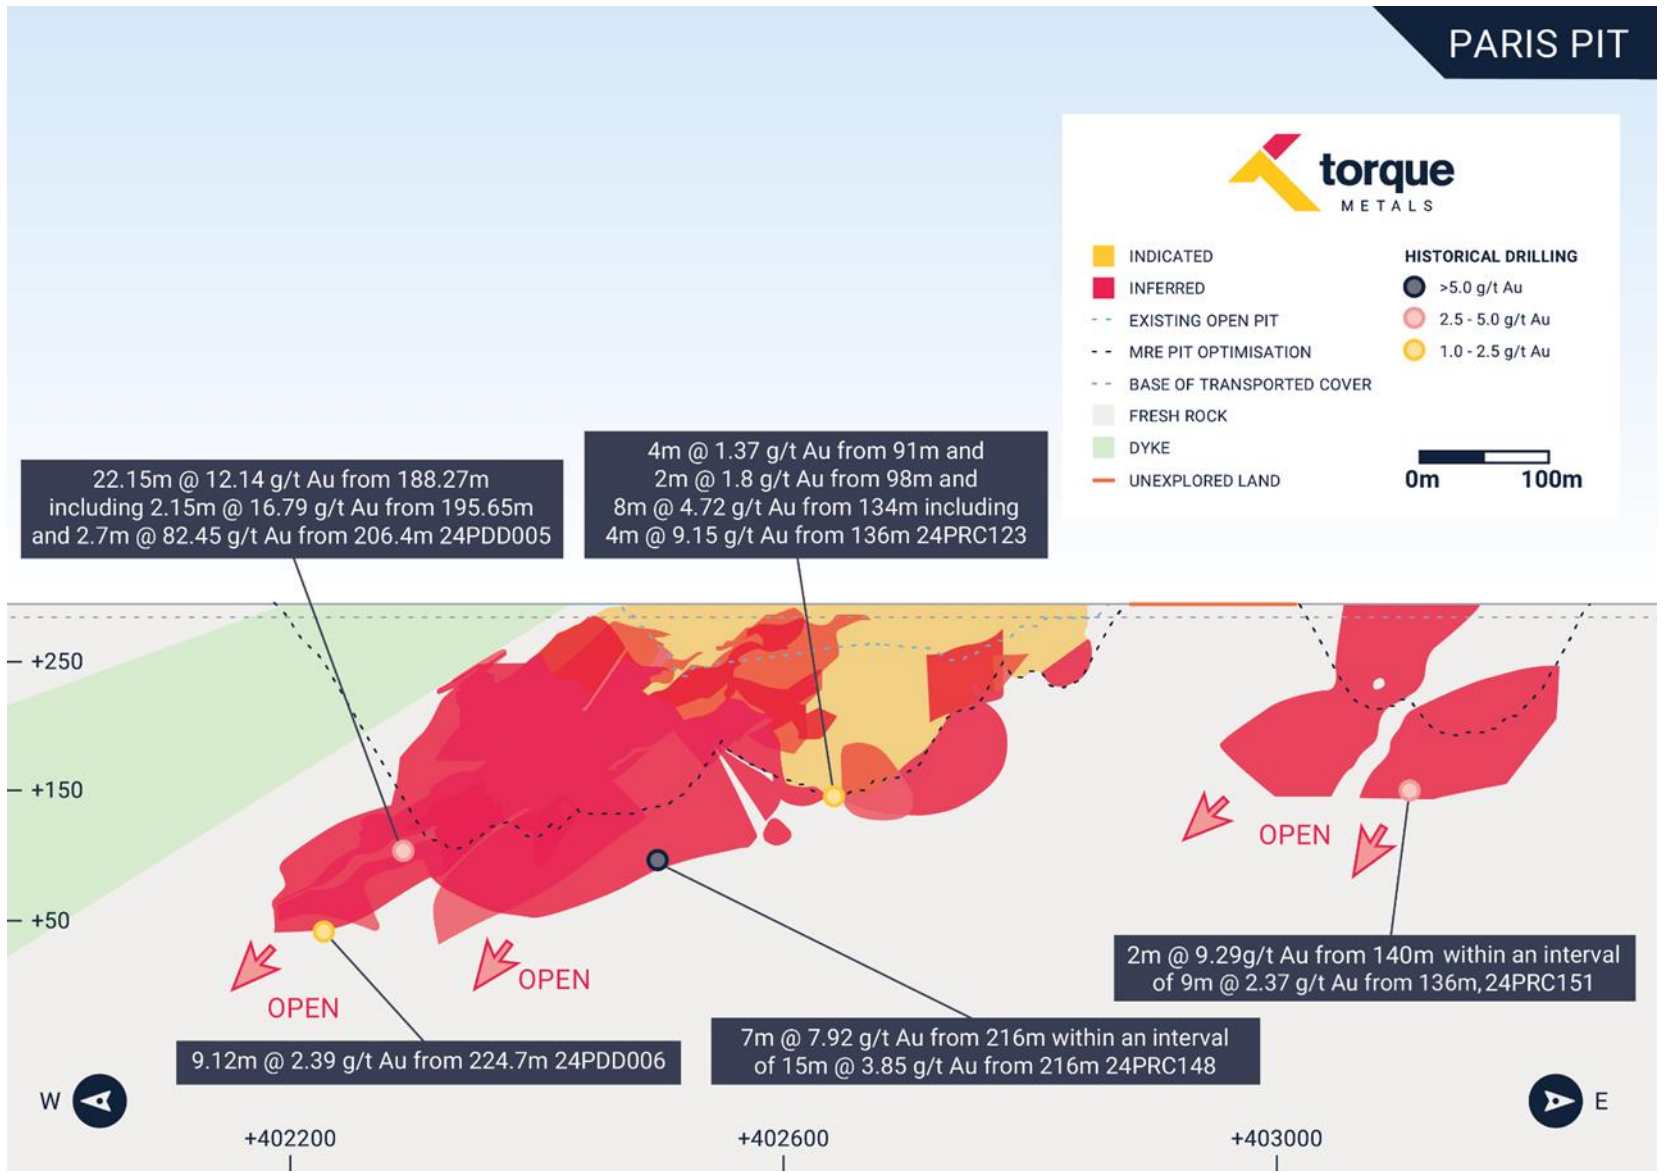 PARIS PIT
torque
METALS
INDICATED
INFERRED
EXISTING OPEN PIT
MRE PIT OPTIMISATION
BASE OF TRANSPORTED COVER
FRESH ROCK
DYKE
UNEXPLORED LAND
HISTORICAL DRILLING
>5.0 g/t Au
2.5 - 5.0 g/t Au
1.0 - 2.5 g/t Au
0m 100m
22.15m @ 12.14 g/t Au from 188.27m
including 2.15m @ 16.79 g/t Au from 195.65m
and 2.7m @ 82.45 g/t Au from 206.4m 24PDD005
4m @ 1.37 g/t Au from 91m and
2m @ 1.8 g/t Au from 98m and
8m @ 4.72 g/t Au from 134m including
4m @ 9.15 g/t Au from 136m 24PRC123
+250
+150
+50
OPEN
OPEN
OPEN
2m @ 9.29g/t Au from 140m within an interval
of 9m @ 2.37 g/t Au from 136m, 24PRC151
7m @ 7.92 g/t Au from 216m within an interval
of 15m @ 3.85 g/t Au from 216m 24PRC148
9.12m @ 2.39 g/t Au from 224.7m 24PDD006
W
E
+402200
+402600
+403000